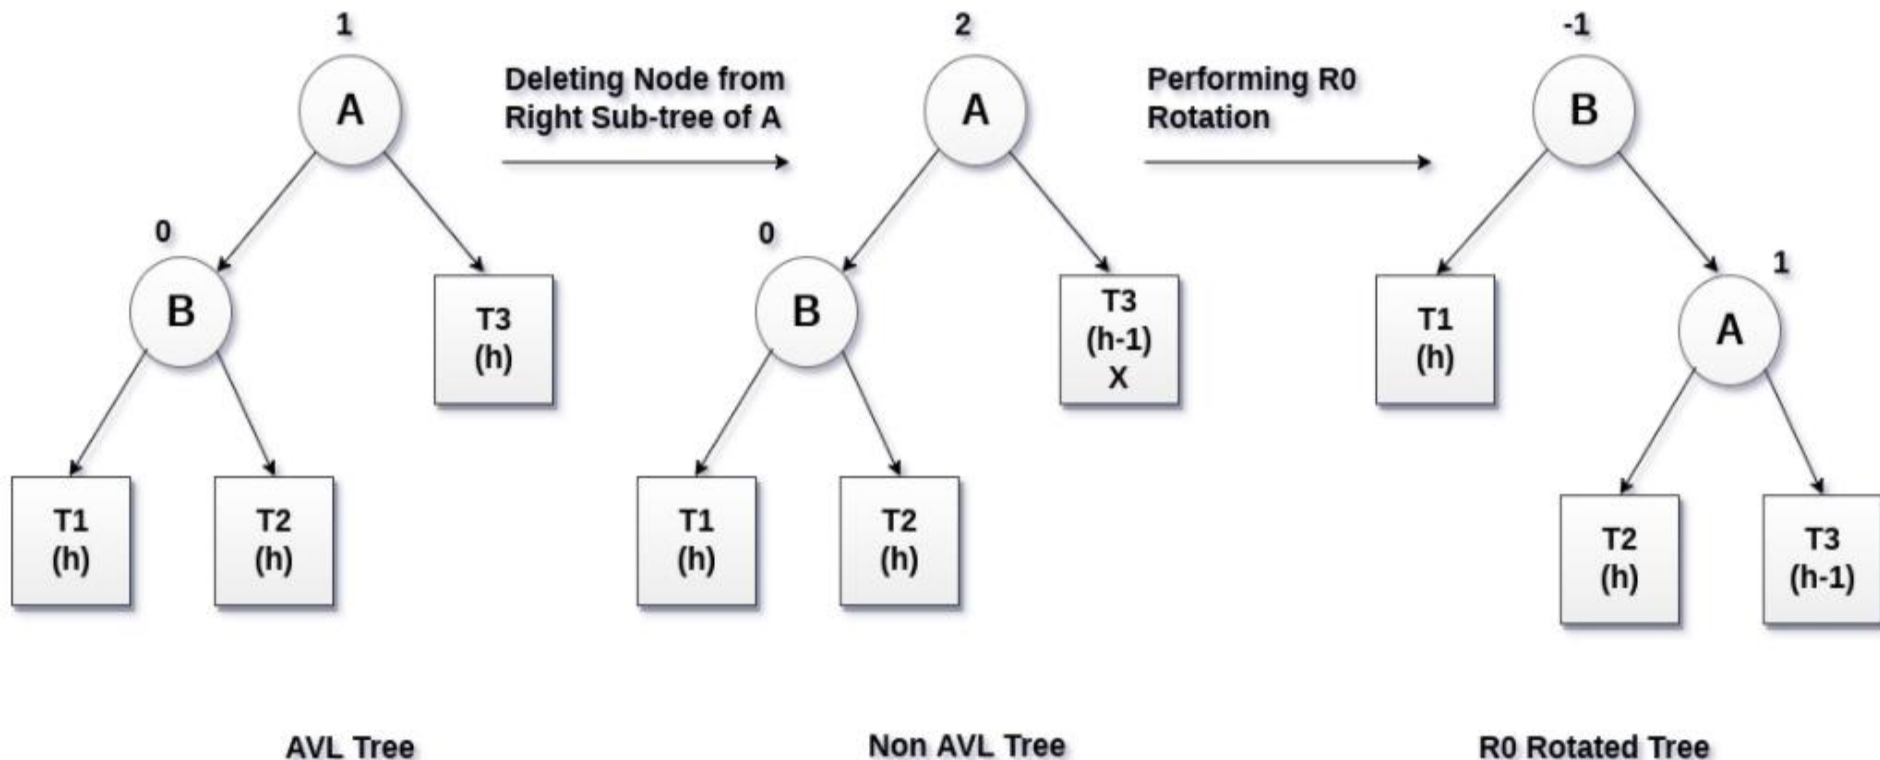 1
A
0
B
T3
(h)
T1
(h)
T2
(h)
AVL Tree
Deleting Node from
Right Sub-tree of A
2
A
0
B
T3
(h-1)
X
T1
(h)
T2
(h)
Non AVL Tree
Performing R0
Rotation
-1
B
T1
(h)
1
A
T2
(h)
T3
(h-1)
R0 Rotated Tree